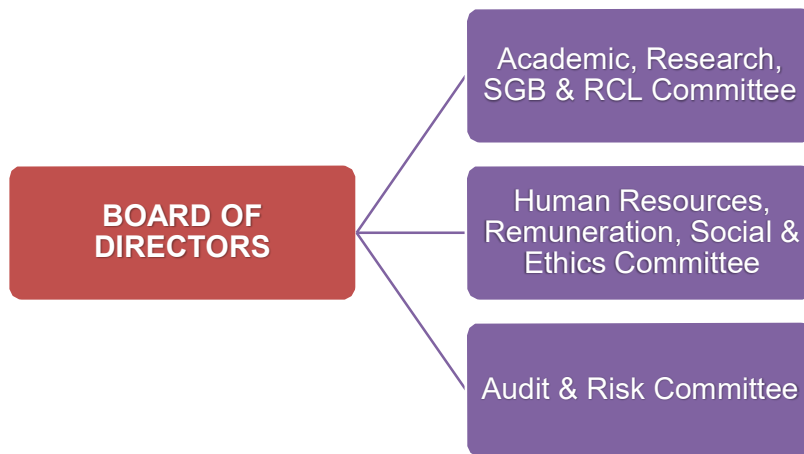 BOARD OF
DIRECTORS
Academic, Research,
SGB & RCL Committee
Human Resources,
Remuneration, Social &
Ethics Committee
Audit & Risk Committee